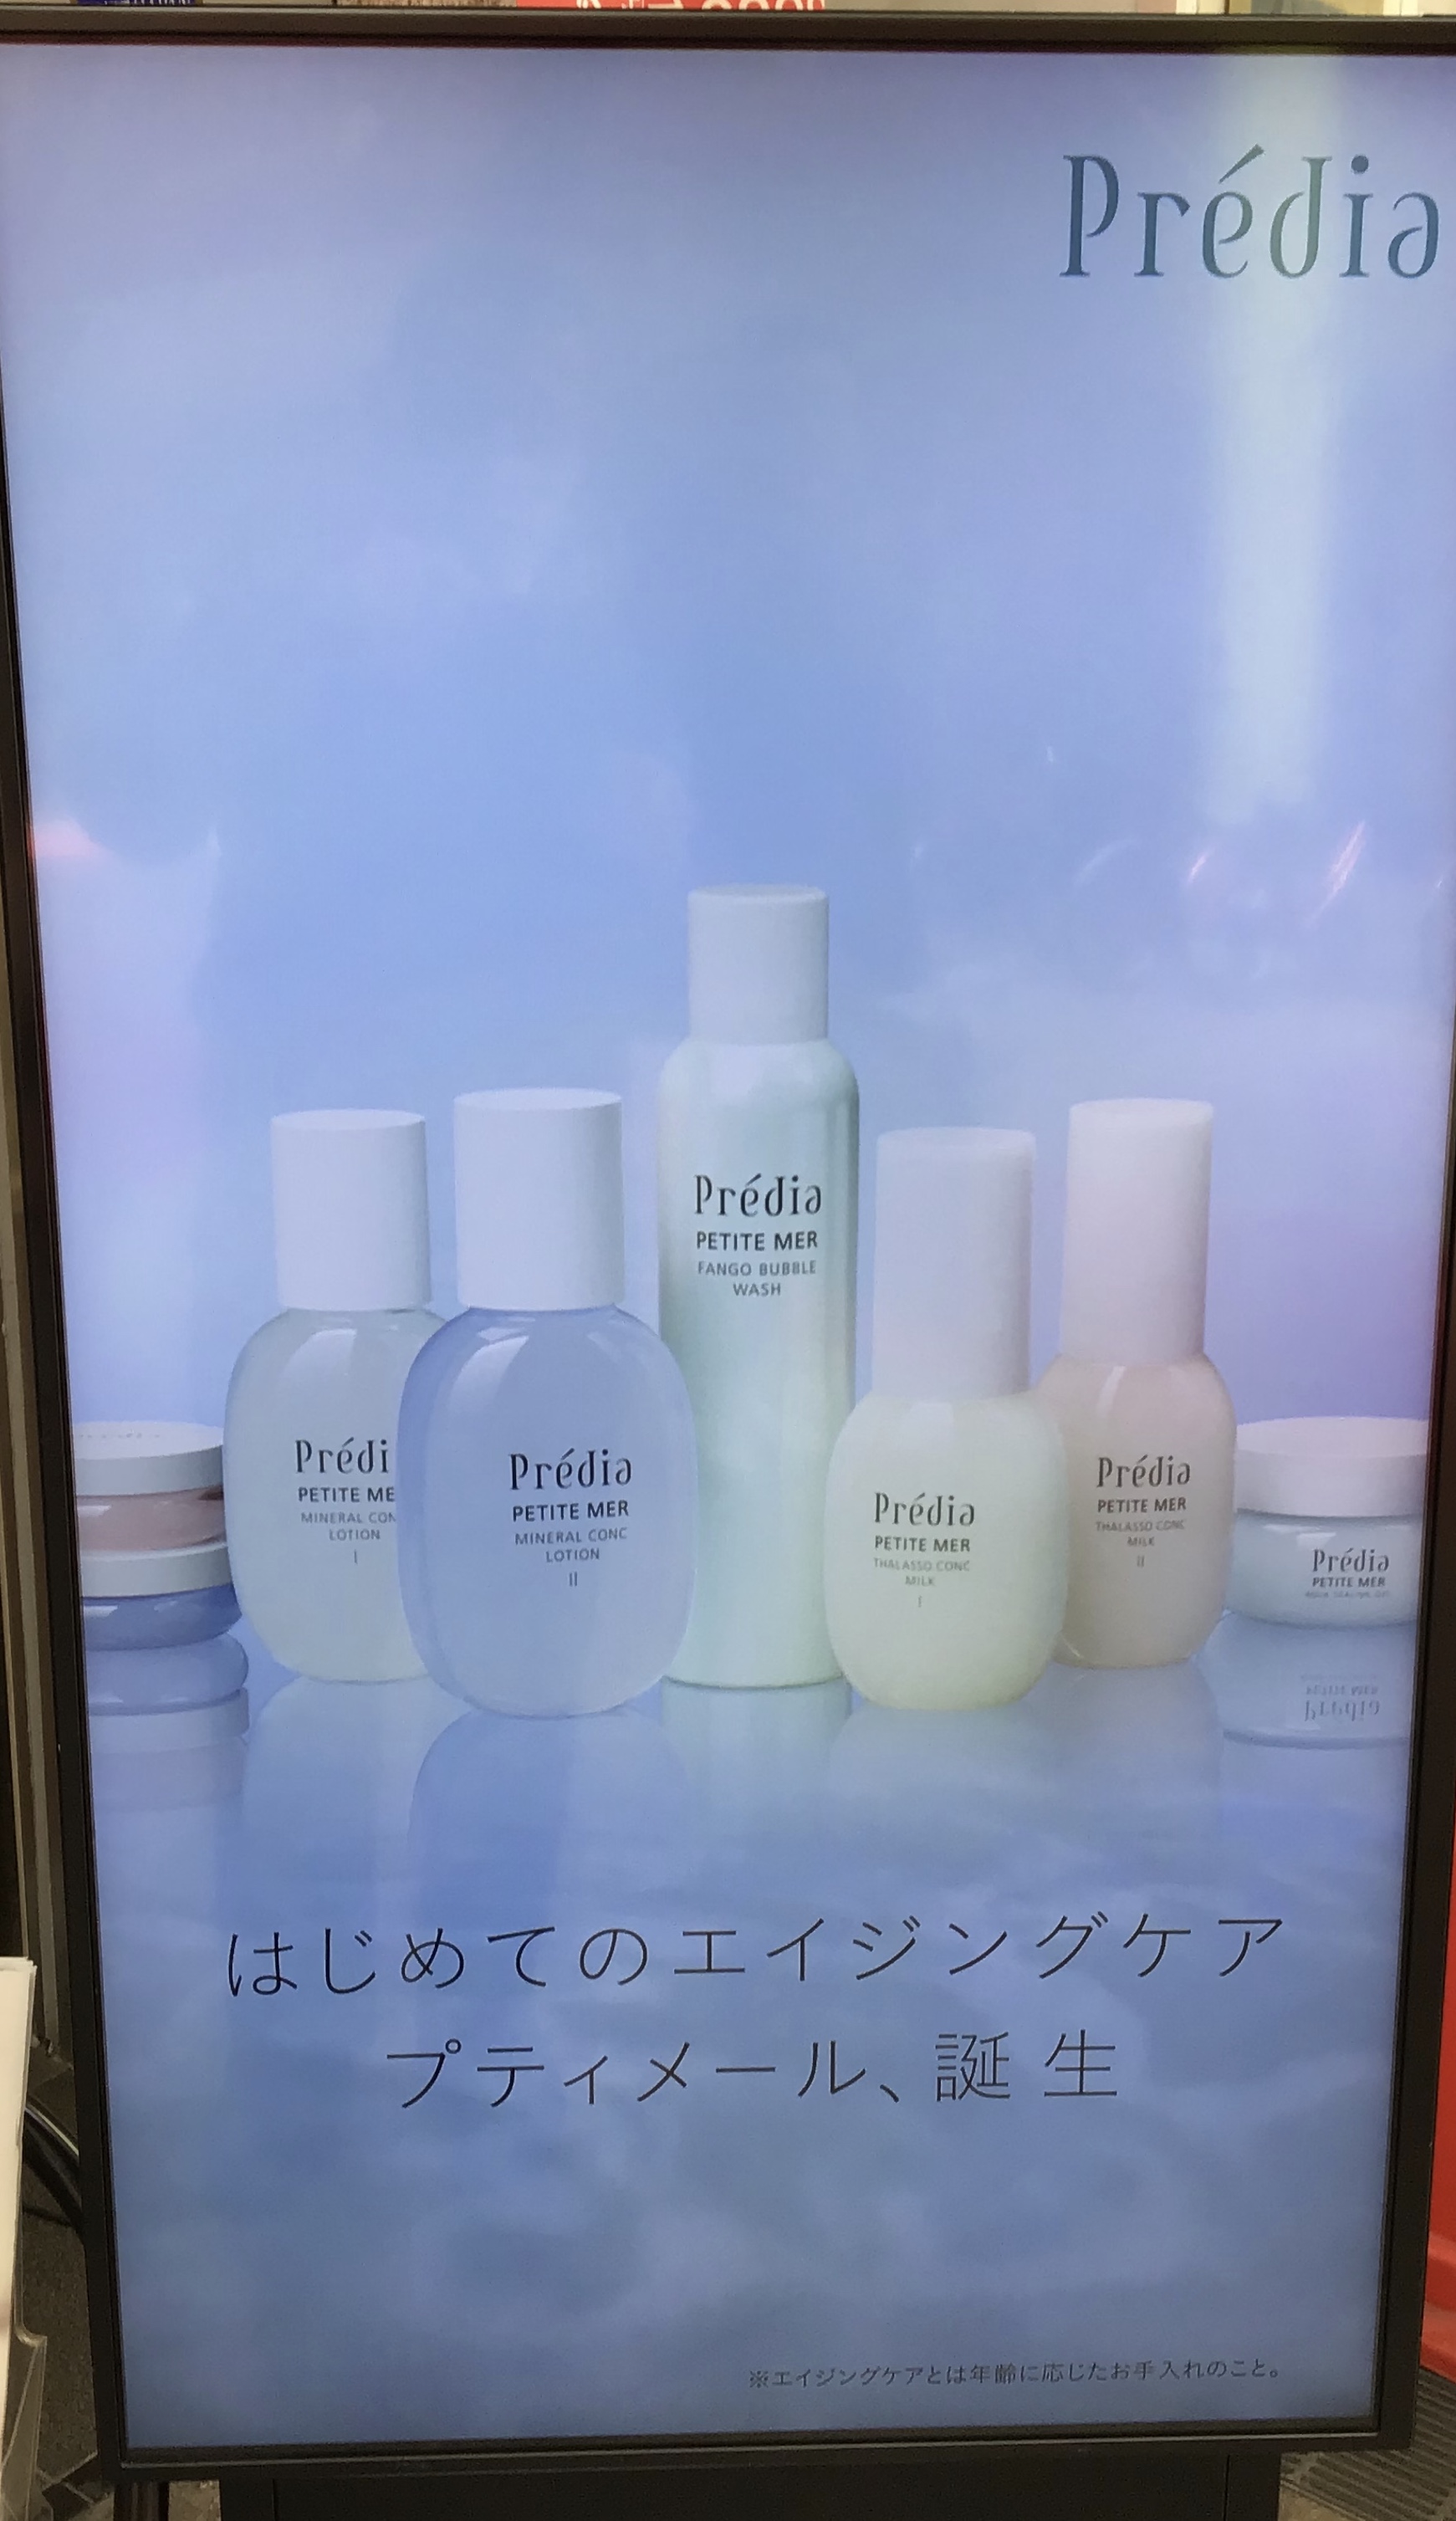 Prédia
Prédia
PETITE MER
FANGO BUBBLE
WASH
Prédi
PETITE ME
MINERAL CON
LOTION
I
Prédia
PETITE MER
MINERAL CONC
LOTION
II
Prédia
PETITE MER
THALASSO CONC
MILK
I
Prédia
PETITE MER
THALASSO CONC
MILK
II
Prédia
PETITE MER
はじめてのエイジングケア
プティメール、誕生
※エイジングケアとは年齢に応じたお手入れのこと。